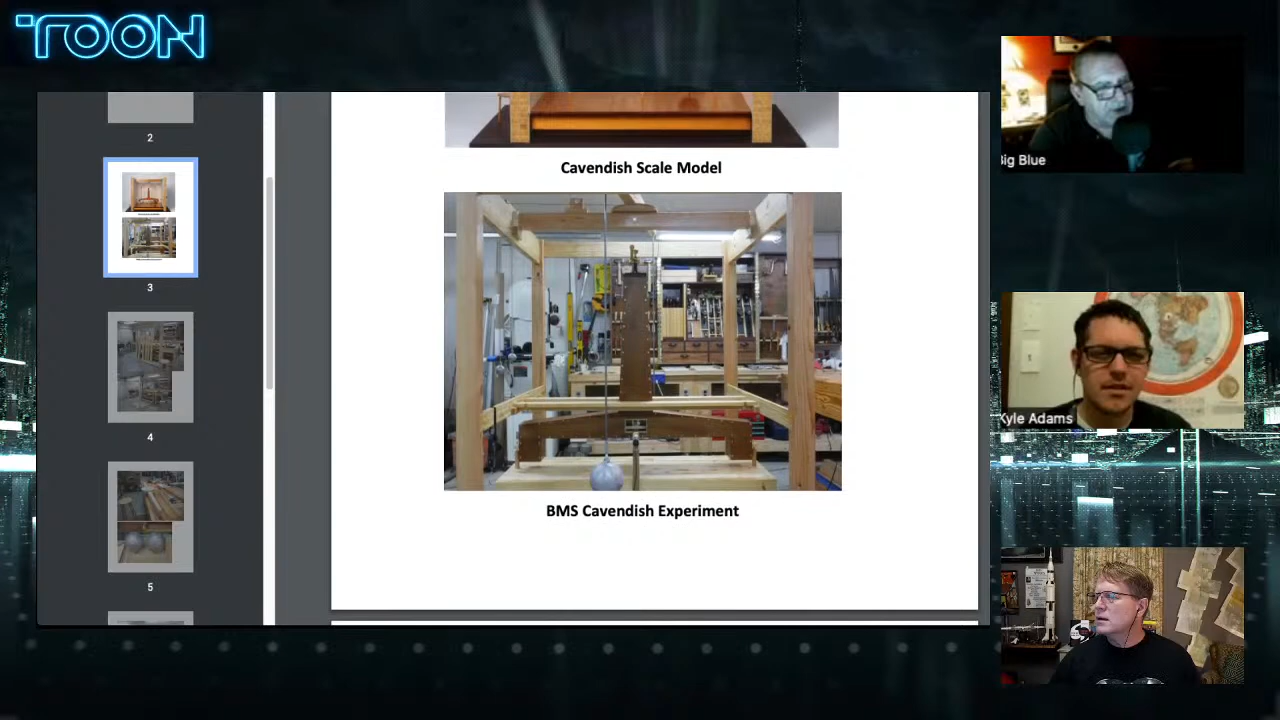 TOON
2
Cavendish Scale Model
Big Blue
3
Kyle Adams
4
BMS Cavendish Experiment
5